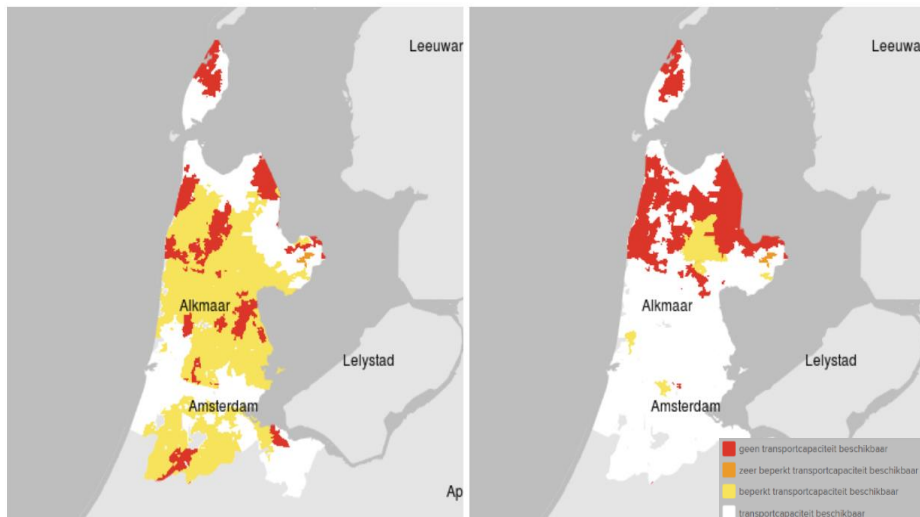 Leeuwar
Alkmaar
Lelystad
Amsterdam
Ap
Leeuwa
Alkmaar
Lelystad
Amsterdam
geen transportcapaciteit beschikbaar
zeer beperkt transportcapaciteit beschikbaar
beperkt transportcapaciteit beschikbaar
transportcapaciteit beschikbaar